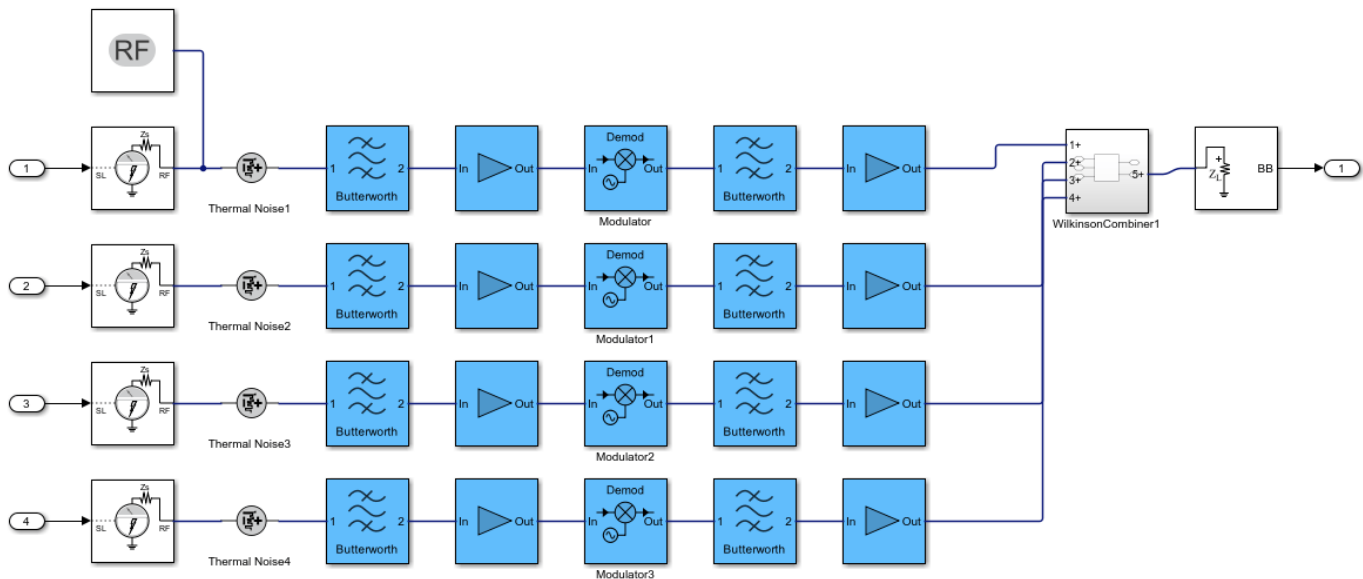 RF
1 SL Zs RF Thermal Noise1 1 2 Butterworth In Out Demod In Out Modulator 1 2 Butterworth In Out 1+ 2+ 3+ 4+ 5+ WilkinsonCombiner1 ZL + BB 1
2 SL Zs RF Thermal Noise2 1 2 Butterworth In Out Demod In Out Modulator1 1 2 Butterworth In Out
3 SL Zs RF Thermal Noise3 1 2 Butterworth In Out Demod In Out Modulator2 1 2 Butterworth In Out
4 SL Zs RF Thermal Noise4 1 2 Butterworth In Out Demod In Out Modulator3 1 2 Butterworth In Out